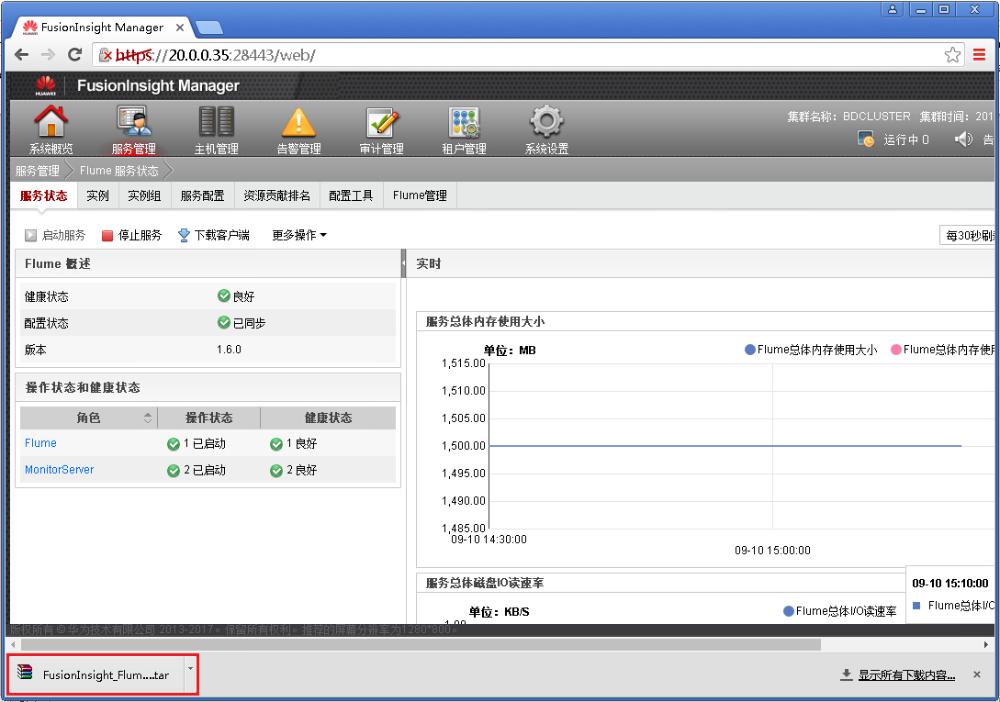 FusionInsight Manager
https://20.0.0.35:28443/web/
HUAWEI
FusionInsight Manager
系统概览 服务管理 主机管理 告警管理 审计管理 租户管理 系统设置
集群名称: BDCLUSTER 集群时间: 201
运行中 0 告
服务管理 Flume 服务状态
服务状态 实例 实例组 服务配置 资源贡献排名 配置工具 Flume管理
启动服务 停止服务 下载客户端 更多操作
每30秒刷
Flume 概述
健康状态 良好
配置状态 已同步
版本 1.6.0
操作状态和健康状态
角色 操作状态 健康状态
Flume 1 已启动 1 良好
MonitorServer 2 已启动 2 良好
实时
服务总体内存使用大小
单位: MB
Flume总体内存使用大小 Flume总体内存使用
1,515.00
1,510.00
1,505.00
1,500.00
1,495.00
1,490.00
1,485.00
09-10 14:30:00
09-10 15:00:00
服务总体磁盘IO读速率
单位: KB/S
Flume总体I/O读速率
1.00
09-10 15:10:00
Flume总体I/O
版权所有 © 华为技术有限公司 2013-2017。保留所有权利。推荐的屏幕分辨率为1280*800。
FusionInsight_Flum....tar
显示所有下载内容...